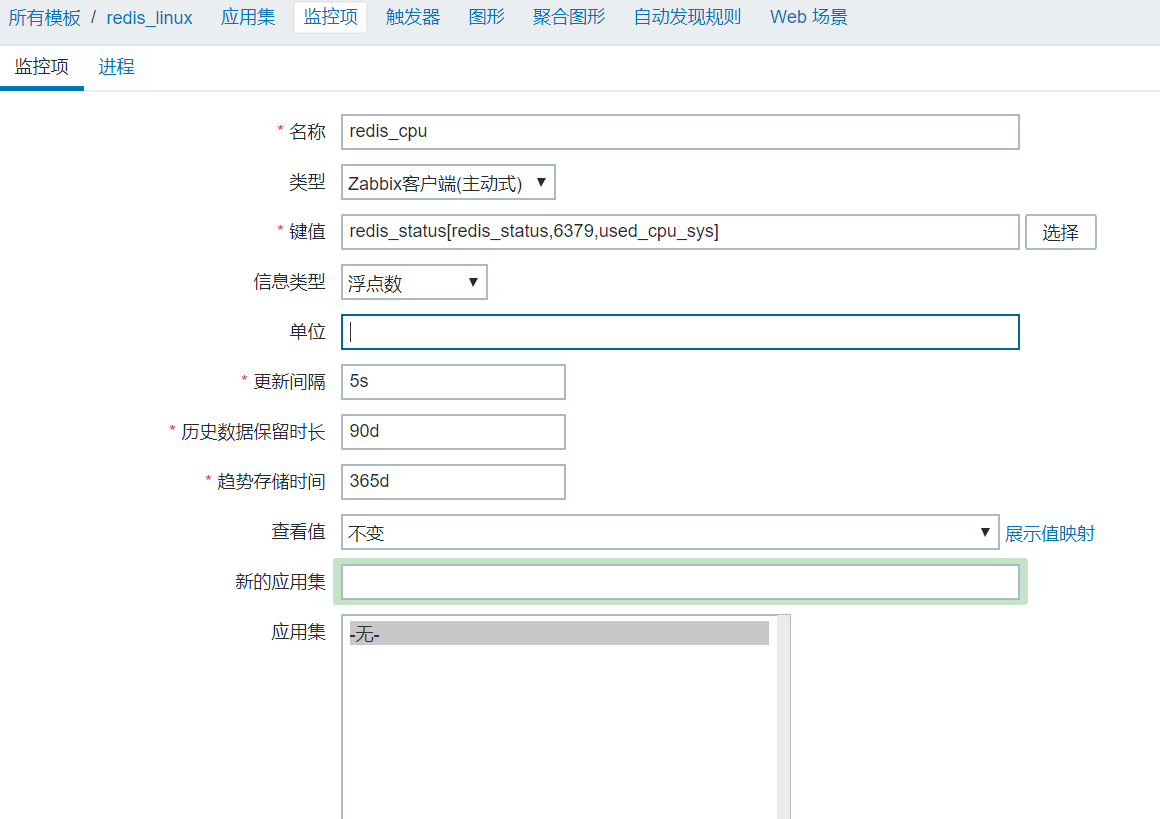 所有模板 / redis_linux 应用集 监控项 触发器 图形 聚合图形 自动发现规则 Web 场景
监控项 进程
* 名称 redis_cpu
类型 Zabbix客户端(主动式) ▼
* 键值 redis_status[redis_status,6379,used_cpu_sys] 选择
信息类型 浮点数 ▼
单位
* 更新间隔 5s
* 历史数据保留时长 90d
* 趋势存储时间 365d
查看值 不变 ▼ 展示值映射
新的应用集
应用集 -无-